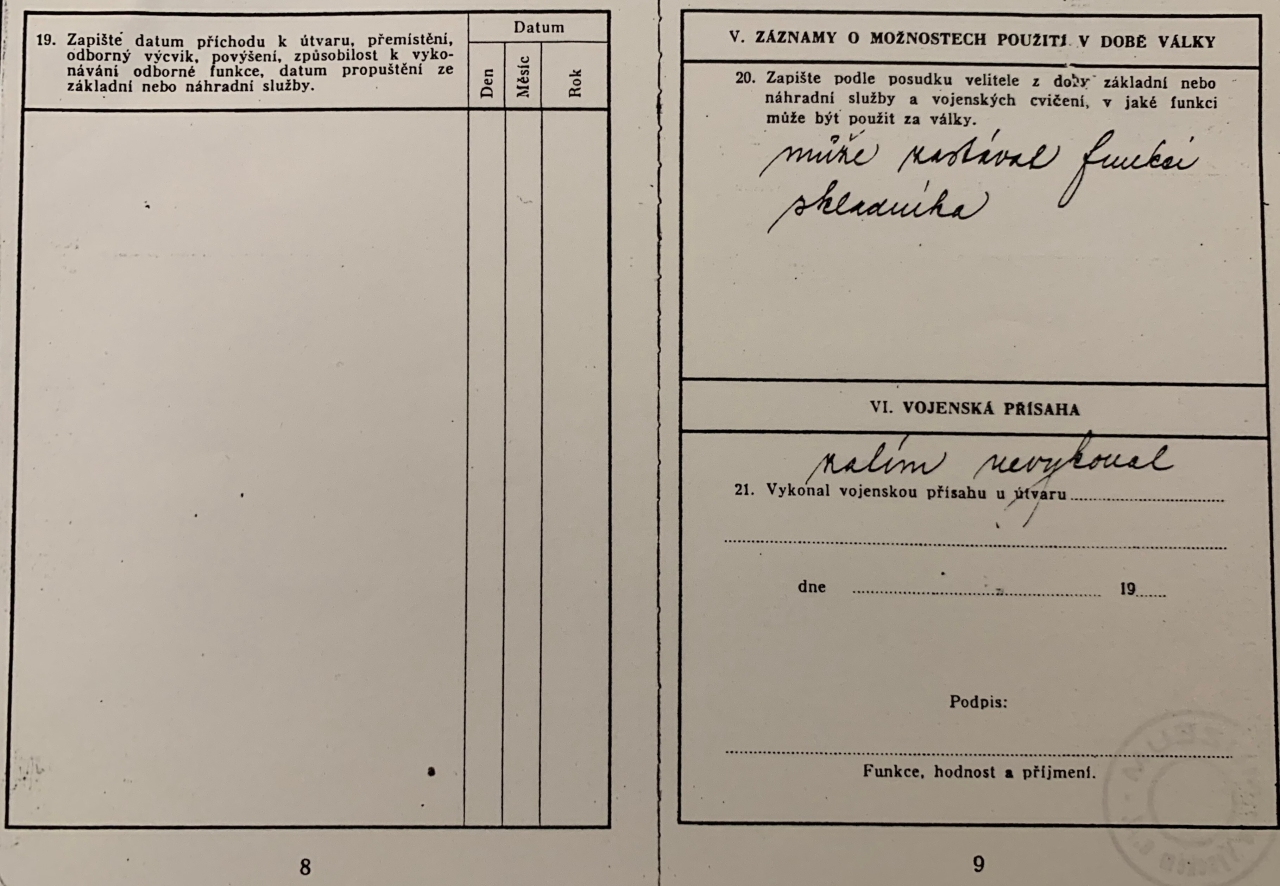 19. Zapište datum příchodu k útvaru, přemístění,
odborný výcvik, povýšení, způsobilost k vyko-
návání odborné funkce, datum propuštění ze
základní nebo náhradní služby.
Datum
Den
Měsíc
Rok
8
V. ZÁZNAMY O MOŽNOSTECH POUŽITÍ V DOBĚ VÁLKY
20. Zapište podle posudku velitele z doby základní nebo
náhradní služby a vojenských cvičení, v jaké funkci
může být použit za války.
může zastávat funkci
skladníka
VI. VOJENSKÁ PŘÍSAHA
zatím nevykonal
21. Vykonal vojenskou přísahu u útvaru
dne 19
Podpis:
Funkce, hodnost a příjmení.
9